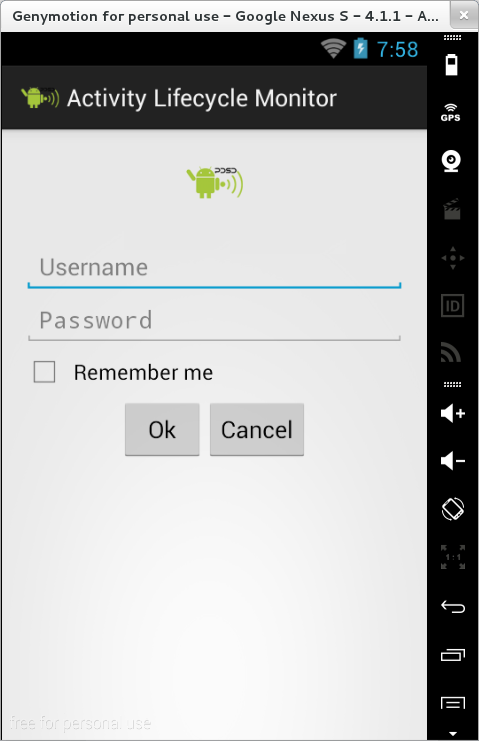 Genymotion for personal use – Google Nexus S – 4.1.1 – A...
7:58
Activity Lifecycle Monitor
GPS
PDSD
Username
ID
Password
Remember me
Ok
Cancel
1:1
free for personal use